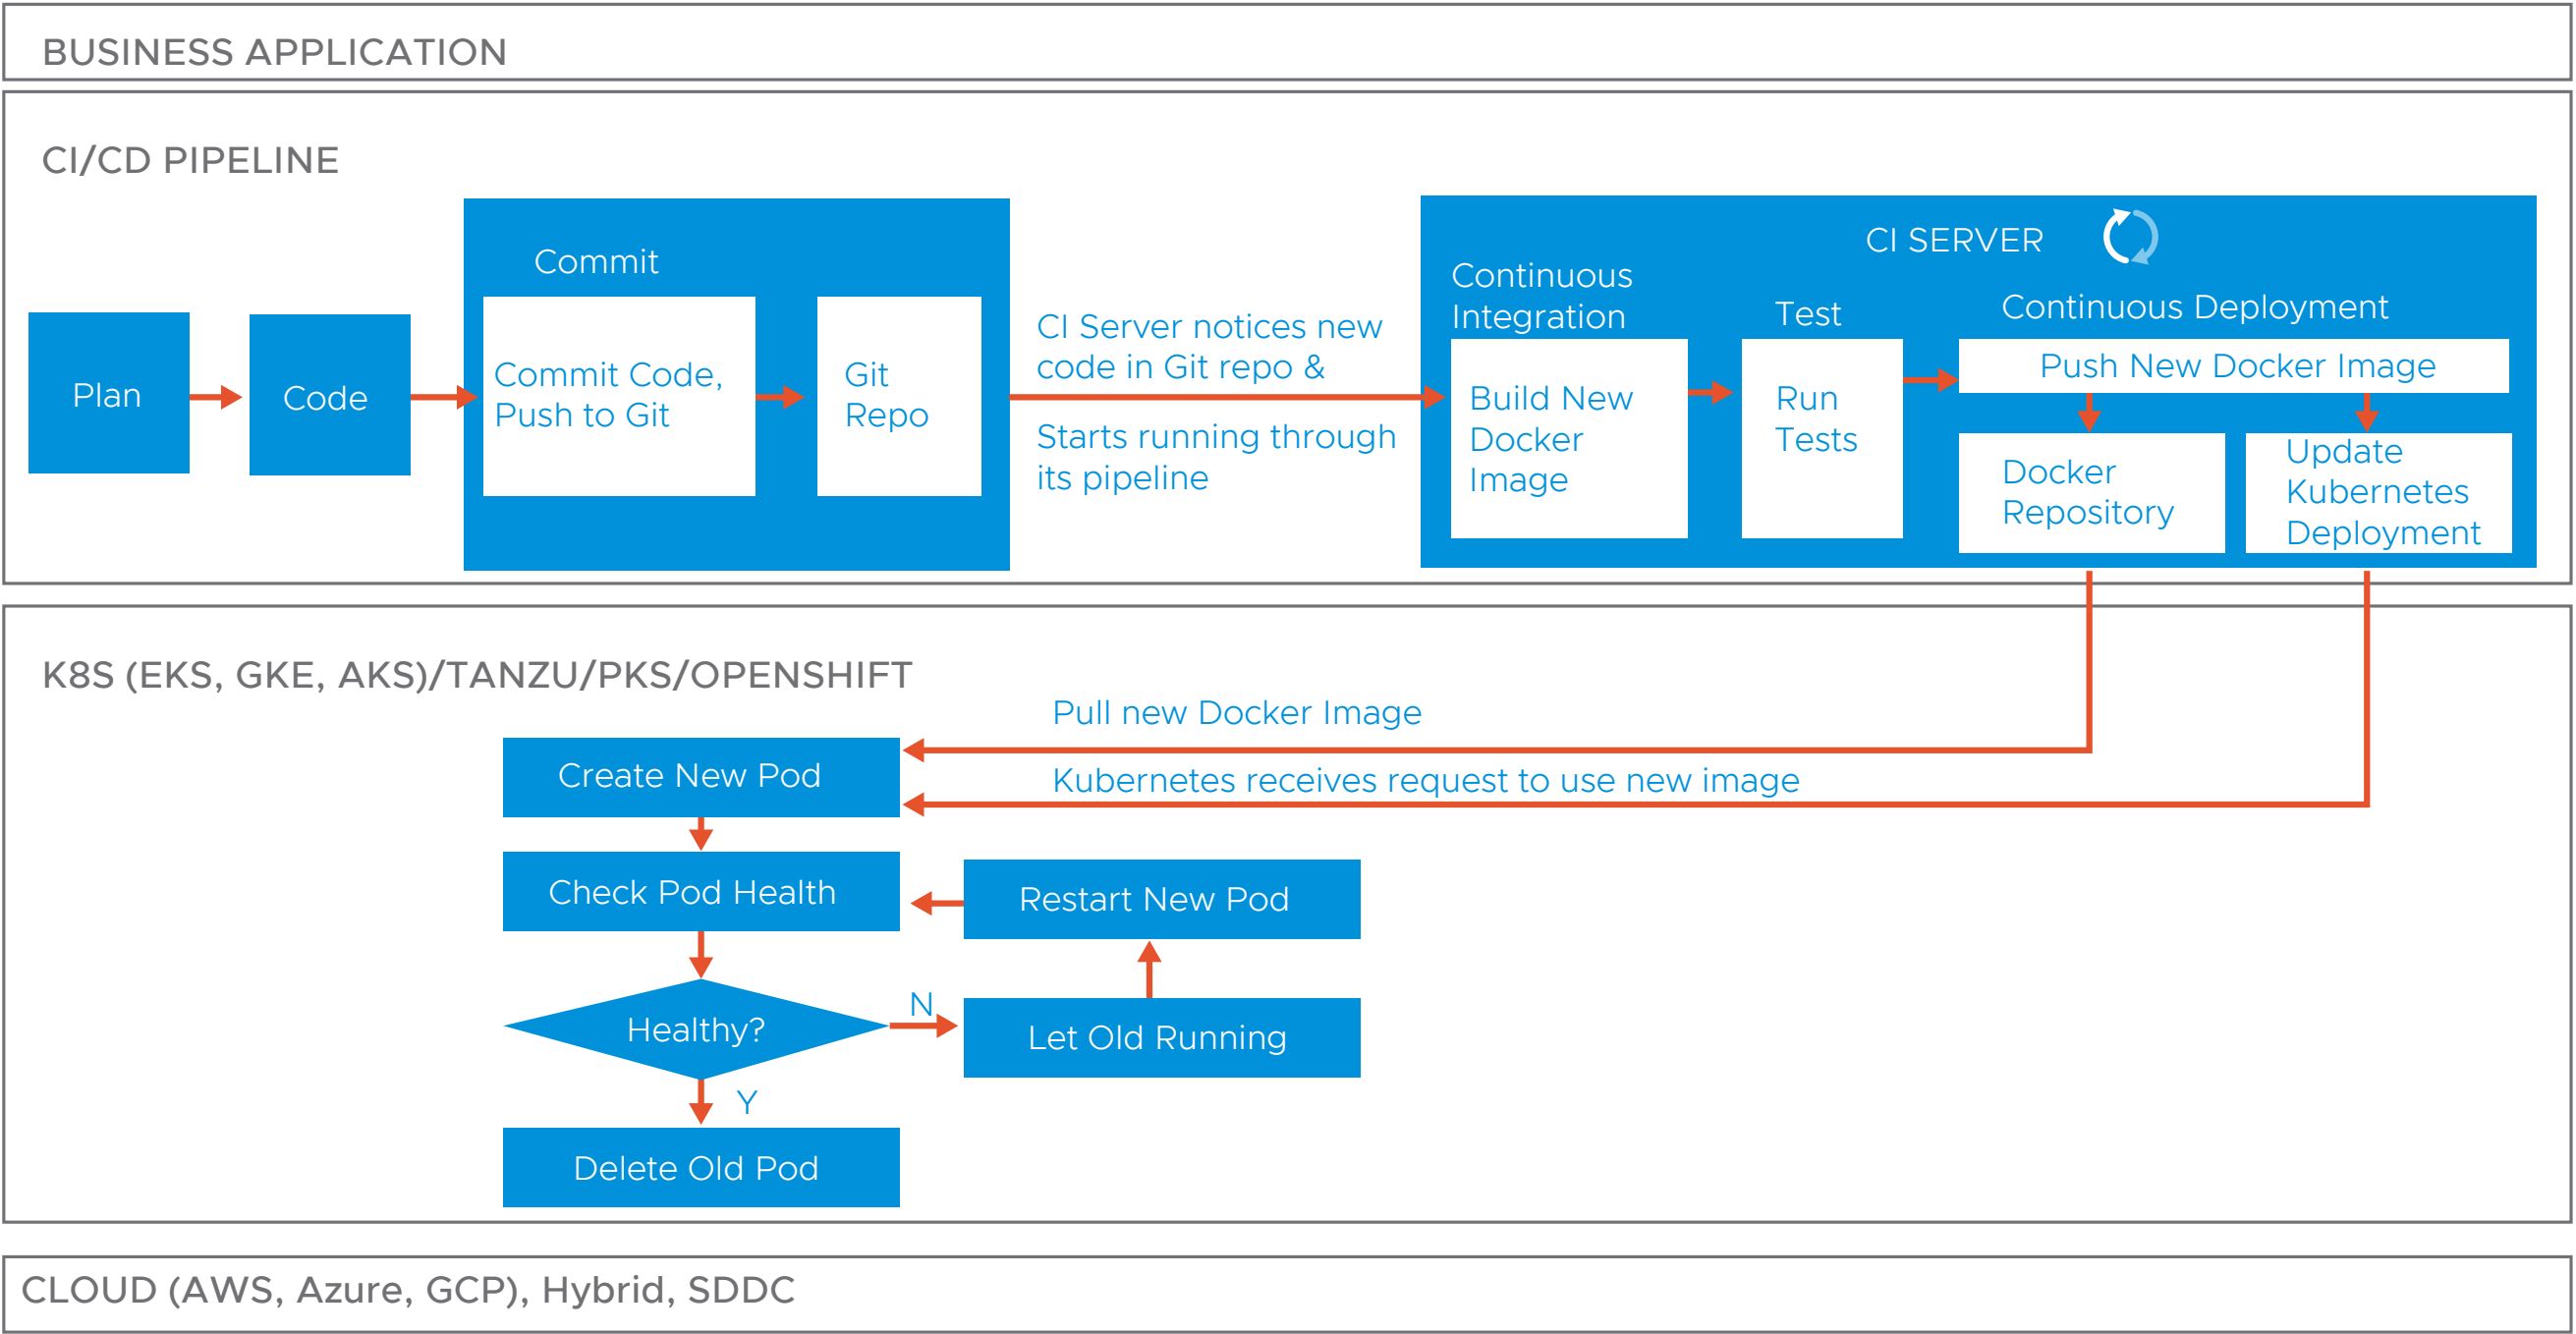 BUSINESS APPLICATION
CI/CD PIPELINE
Plan
Code
Commit
Commit Code,
Push to Git
Git
Repo
CI Server notices new
code in Git repo &
Starts running through
its pipeline
CI SERVER
Continuous
Integration
Build New
Docker
Image
Test
Run
Tests
Continuous Deployment
Push New Docker Image
Docker
Repository
Update
Kubernetes
Deployment
K8S (EKS, GKE, AKS)/TANZU/PKS/OPENSHIFT
Pull new Docker Image
Create New Pod
Kubernetes receives request to use new image
Check Pod Health
Restart New Pod
Healthy?
N
Let Old Running
Y
Delete Old Pod
CLOUD (AWS, Azure, GCP), Hybrid, SDDC